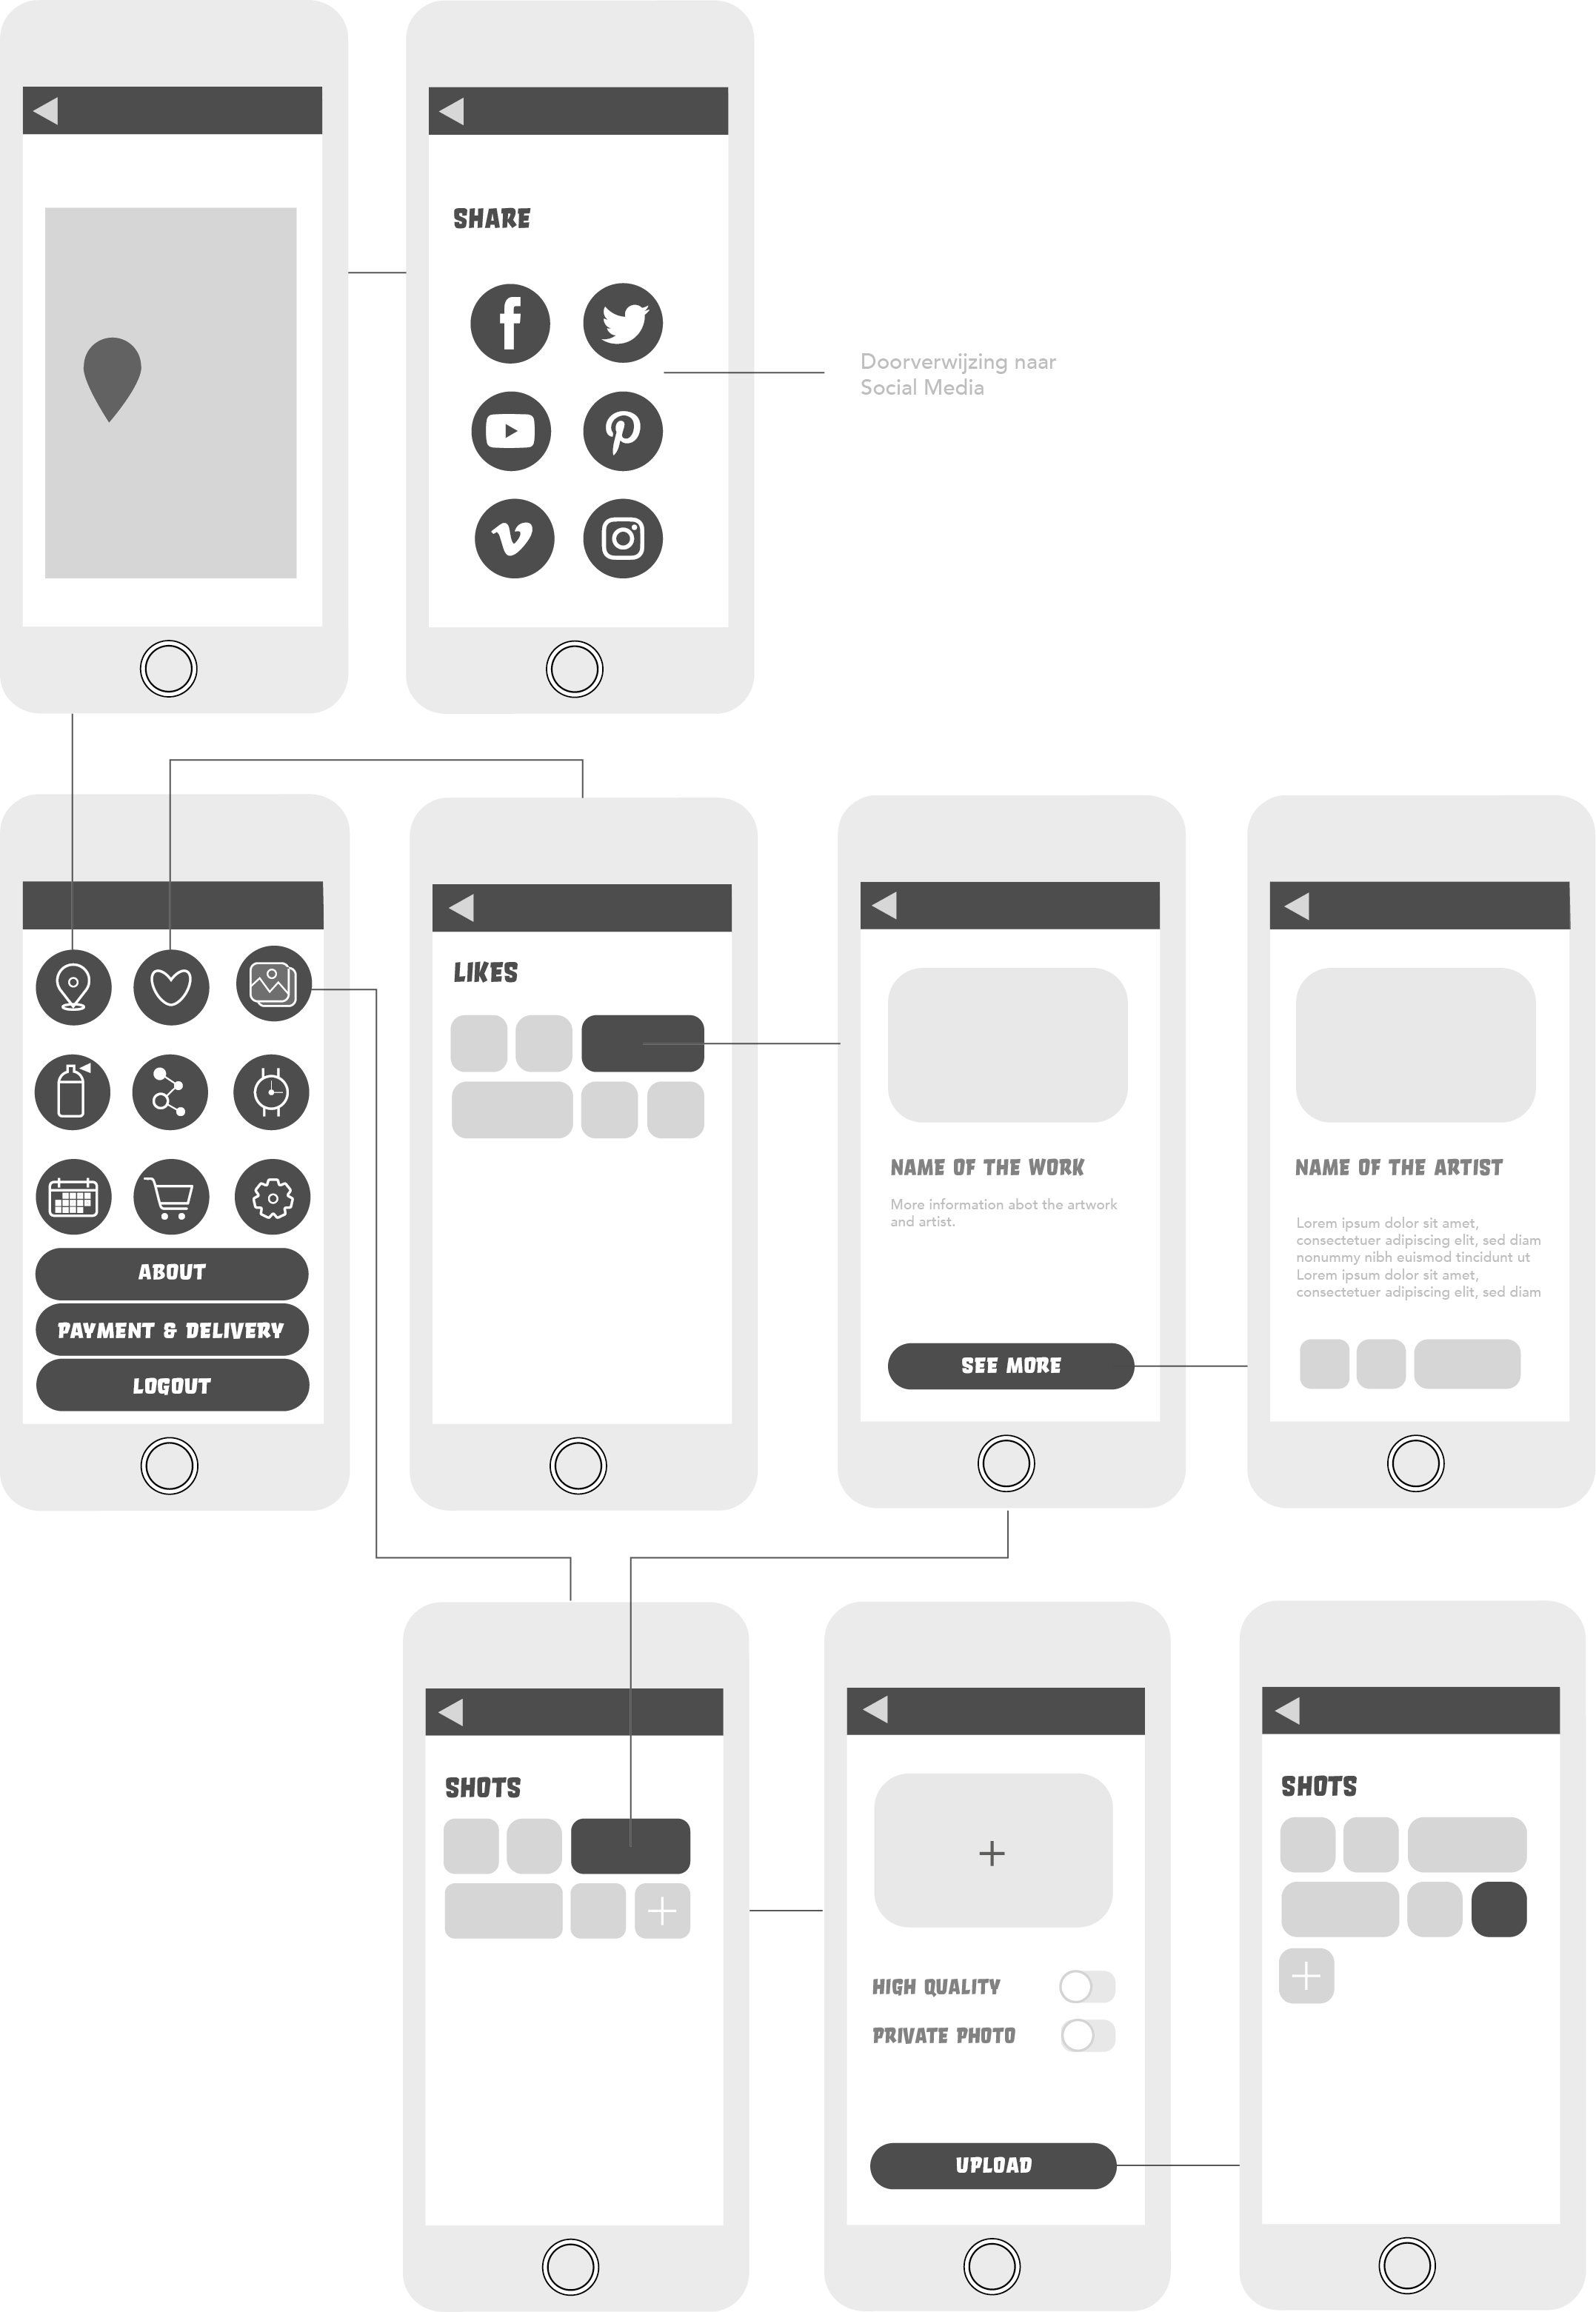 SHARE
Doorverwijzing naar
Social Media
ABOUT
PAYMENT & DELIVERY
LOGOUT
LIKES
NAME OF THE WORK
More information abot the artwork
and artist.
SEE MORE
NAME OF THE ARTIST
Lorem ipsum dolor sit amet,
consectetuer adipiscing elit, sed diam
nonummy nibh euismod tincidunt ut
Lorem ipsum dolor sit amet,
consectetuer adipiscing elit, sed diam
SHOTS
HIGH QUALITY
PRIVATE PHOTO
UPLOAD
SHOTS